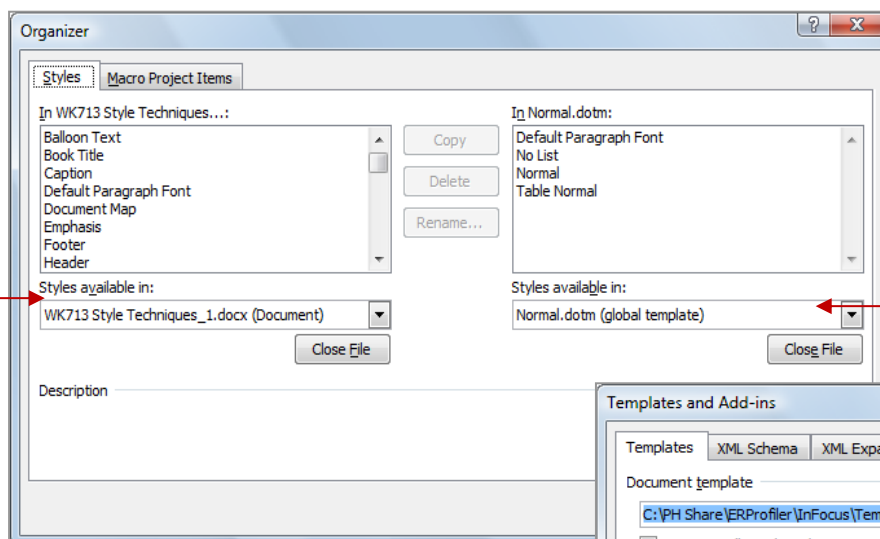 Organizer
Styles
Macro Project Items
In WK713 Style Techniques...:
Balloon Text
Book Title
Caption
Default Paragraph Font
Document Map
Emphasis
Footer
Header
Copy
Delete
Rename...
In Normal.dotm:
Default Paragraph Font
No List
Normal
Table Normal
Styles available in:
WK713 Style Techniques_1.docx (Document)
Close File
Styles available in:
Normal.dotm (global template)
Close File
Description
Templates and Add-ins
Templates
XML Schema
XML Expa
Document template
C:\PH Share\ERProfiler\InFocus\Tem